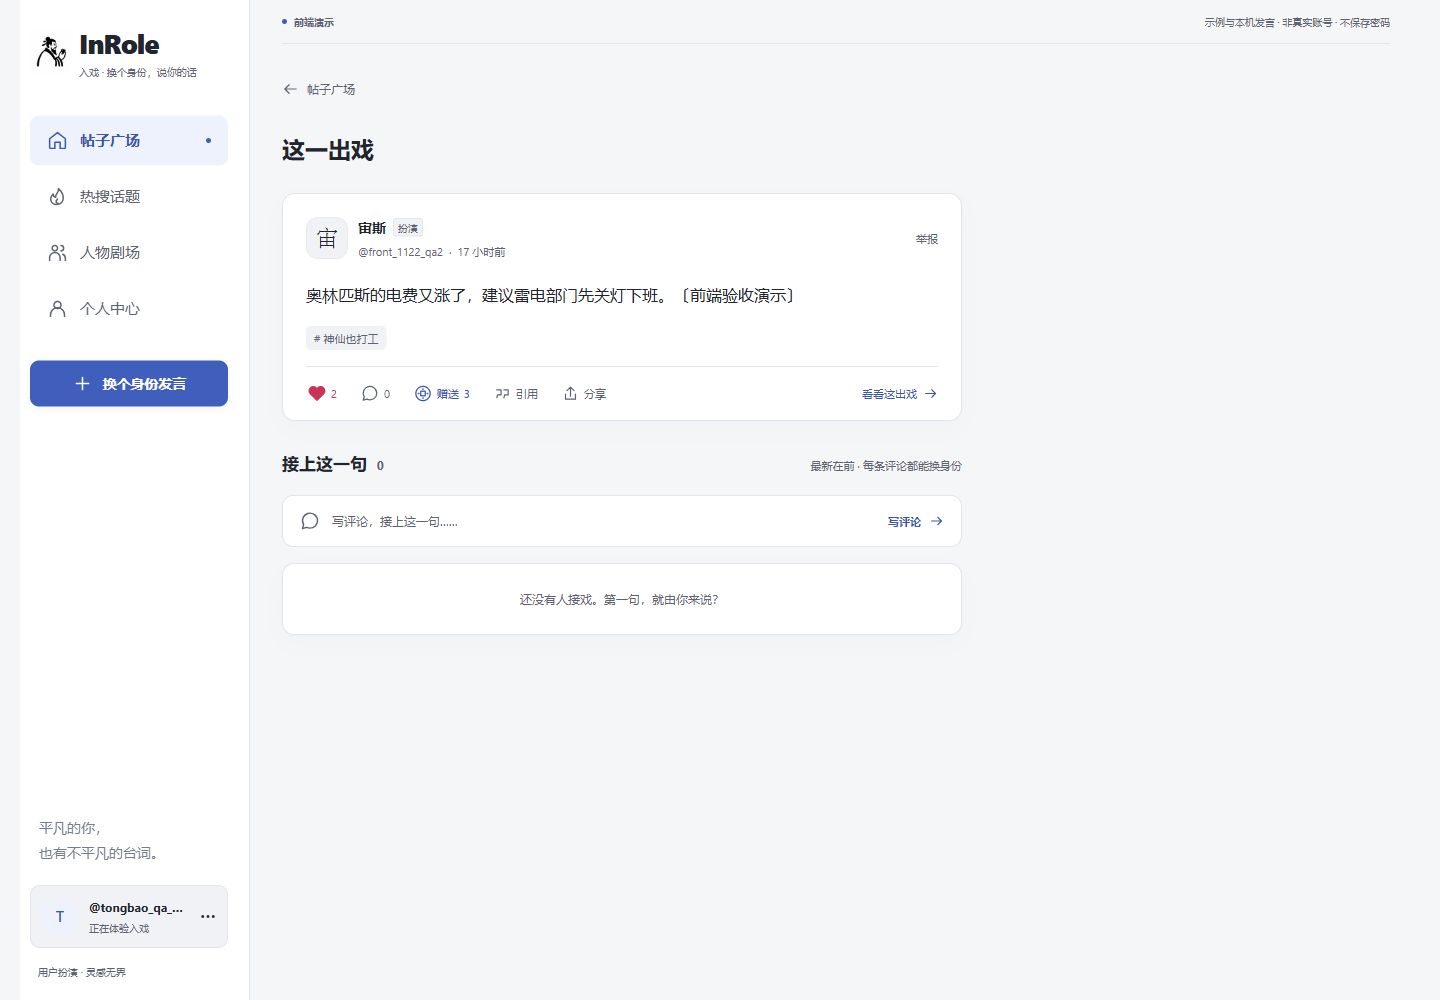 InRole
入戏 · 换个身份，说你的话
帖子广场
热搜话题
人物剧场
个人中心
换个身份发言
平凡的你，
也有不平凡的台词。
T
@tongbao_qa_...
正在体验入戏
用户扮演 · 灵感无界
前端演示
示例与本机发言 · 非真实账号 · 不保存密码
帖子广场
这一出戏
宙
宙斯 扮演
@front_1122_qa2 · 17 小时前
举报
奥林匹斯的电费又涨了，建议雷电部门先关灯下班。〔前端验收演示〕
# 神仙也打工
2 0 赠送 3 引用 分享 看看这出戏
接上这一句 0
最新在前 · 每条评论都能换身份
写评论，接上这一句……
写评论
还没有人接戏。第一句，就由你来说？